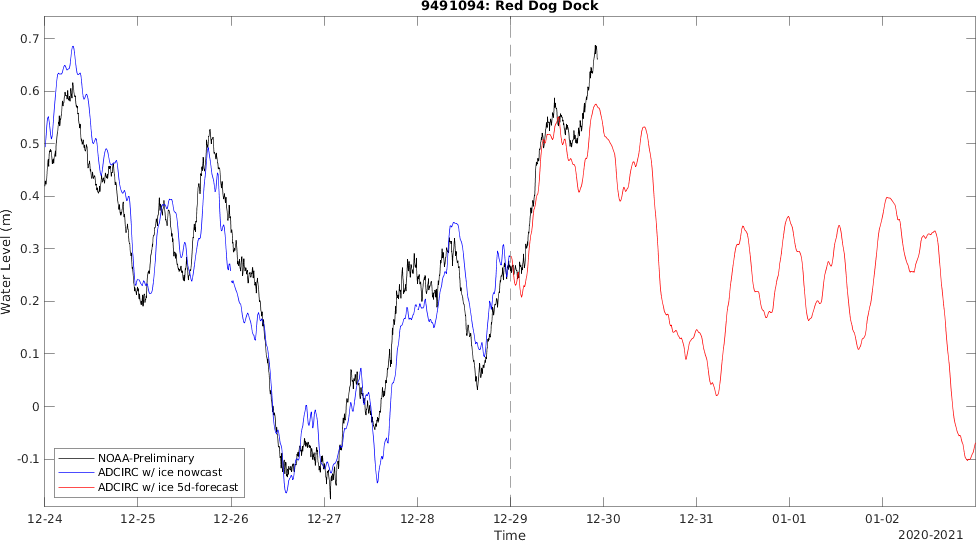 9491094: Red Dog Dock
0.7
0.6
0.5
0.4
0.3
0.2
0.1
0
-0.1
Water Level (m)
NOAA-Preliminary
ADCIRC w/ ice nowcast
ADCIRC w/ ice 5d-forecast
12-24 12-25 12-26 12-27 12-28 12-29 12-30 12-31 01-01 01-02
Time
2020-2021